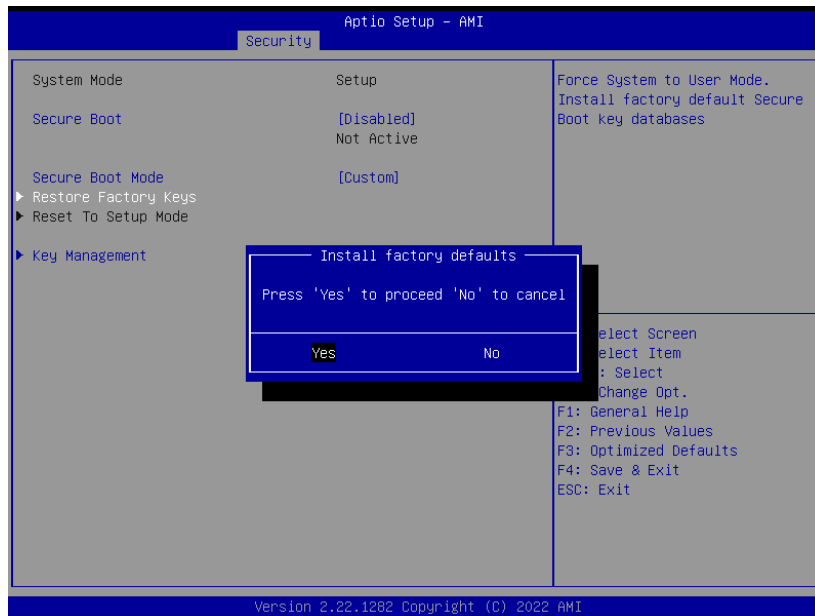 Aptio Setup – AMI
Security
System Mode Setup
Secure Boot [Disabled]
Not Active
Secure Boot Mode [Custom]
Restore Factory Keys
Reset To Setup Mode
Key Management
Force System to User Mode.
Install factory default Secure
Boot key databases
Install factory defaults
Press 'Yes' to proceed 'No' to cancel
Yes No
elect Screen
elect Item
: Select
Change Opt.
F1: General Help
F2: Previous Values
F3: Optimized Defaults
F4: Save & Exit
ESC: Exit
Version 2.22.1282 Copyright (C) 2022 AMI